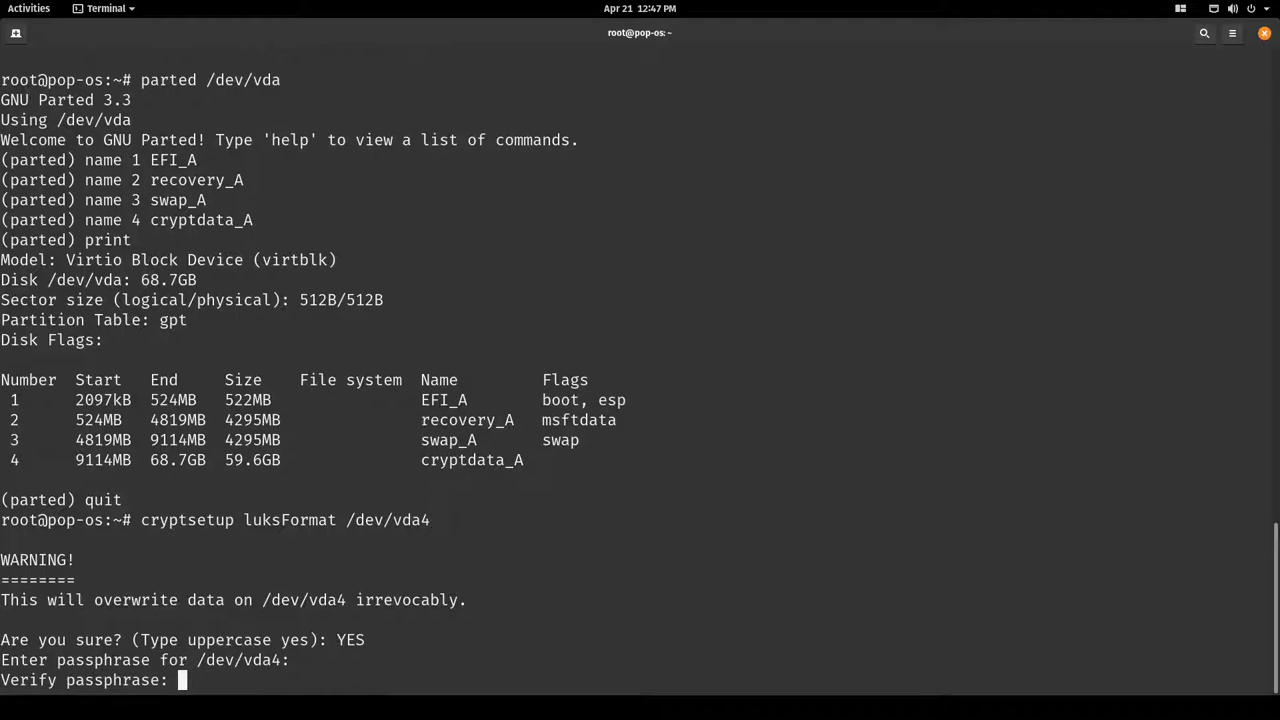 Activities Terminal Apr 21 12:47 PM
root@pop-os: ~
root@pop-os:~# parted /dev/vda
GNU Parted 3.3
Using /dev/vda
Welcome to GNU Parted! Type 'help' to view a list of commands.
(parted) name 1 EFI_A
(parted) name 2 recovery_A
(parted) name 3 swap_A
(parted) name 4 cryptdata_A
(parted) print
Model: Virtio Block Device (virtblk)
Disk /dev/vda: 68.7GB
Sector size (logical/physical): 512B/512B
Partition Table: gpt
Disk Flags:
Number  Start   End     Size    File system  Name         Flags
1      2097kB  524MB   522MB                EFI_A        boot, esp
2      524MB   4819MB  4295MB               recovery_A   msftdata
3      4819MB  9114MB  4295MB               swap_A       swap
4      9114MB  68.7GB  59.6GB               cryptdata_A
(parted) quit
root@pop-os:~# cryptsetup luksFormat /dev/vda4
WARNING!
========
This will overwrite data on /dev/vda4 irrevocably.
Are you sure? (Type uppercase yes): YES
Enter passphrase for /dev/vda4:
Verify passphrase: